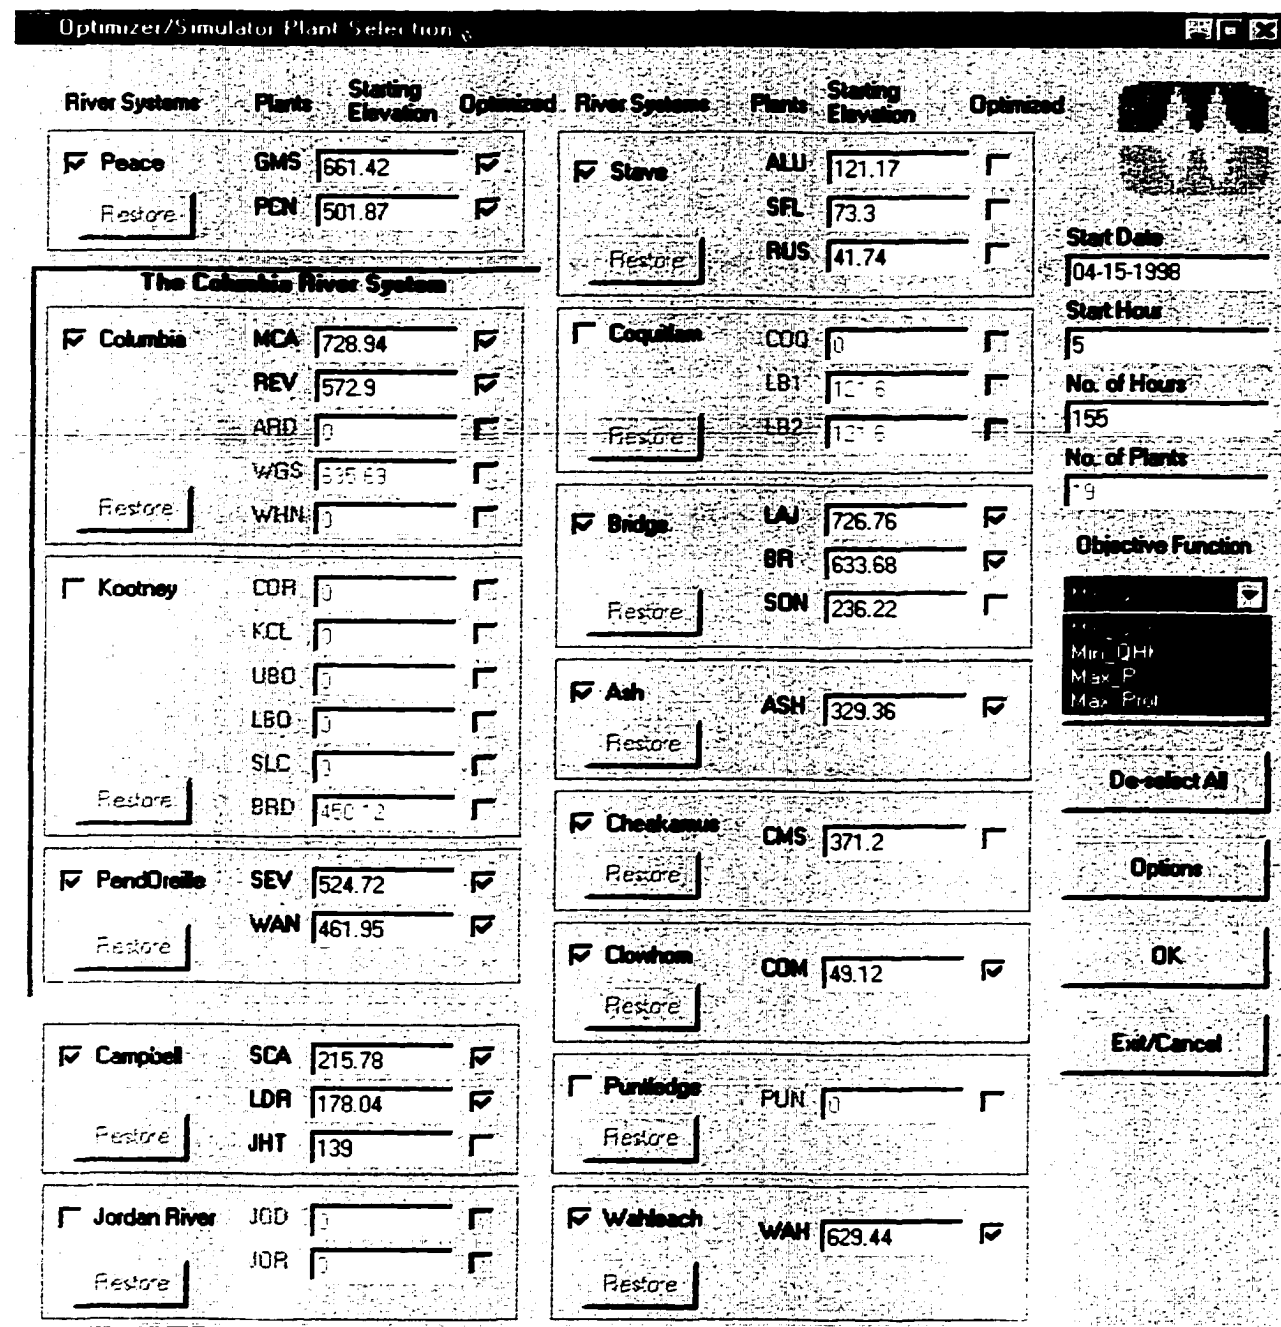 Optimizer/Simulator Plant Selection
River Systems Plants Starting Elevation Optimized
Peace GMS 661.42
Restore PCN 501.87
The Columbia River System
Columbia MCA 728.94
REV 572.9
ARD 0
WGS 635.63
Restore WHN 0
Kootney COR 0
KCL 0
UBO 0
LBO 0
SLC 0
Restore BRD 450.12
PendOreille SEV 524.72
WAN 461.95
Restore
Campbell SCA 215.78
LDR 178.04
Restore JHT 139
Jordan River JOD 0
JOR 0
Restore
River Systems Plants Starting Elevation Optimized
Stave ALU 121.17
SFL 73.3
Restore RUS 41.74
Coquitlam COQ 0
LB1
Restore LB2
Bridge LAJ 726.76
BR 633.68
Restore SON 236.22
Ash ASH 329.36
Restore
Cheakamus CMS 371.2
Restore
Clowhom COM 49.12
Restore
Puntledge PUN 0
Restore
Wahleach WAH 629.44
Restore
Start Date
04-15-1998
Start Hour
5
No. of Hours
155
No. of Plants
19
Objective Function
Max_P
De-select All
Options
OK
Exit/Cancel